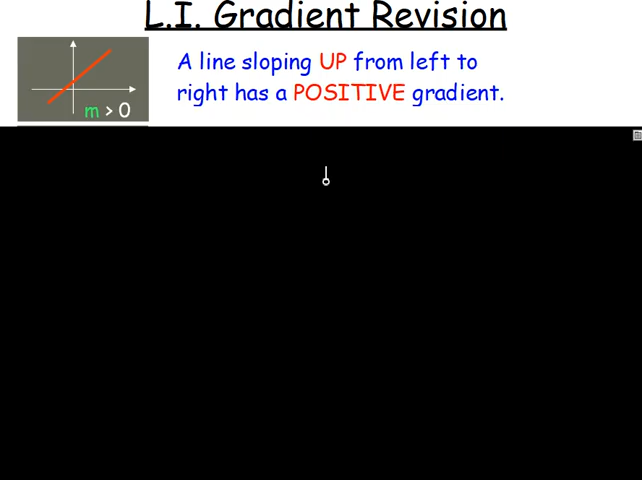 L.I. Gradient Revision
A line sloping UP from left to
right has a POSITIVE gradient.
m > 0